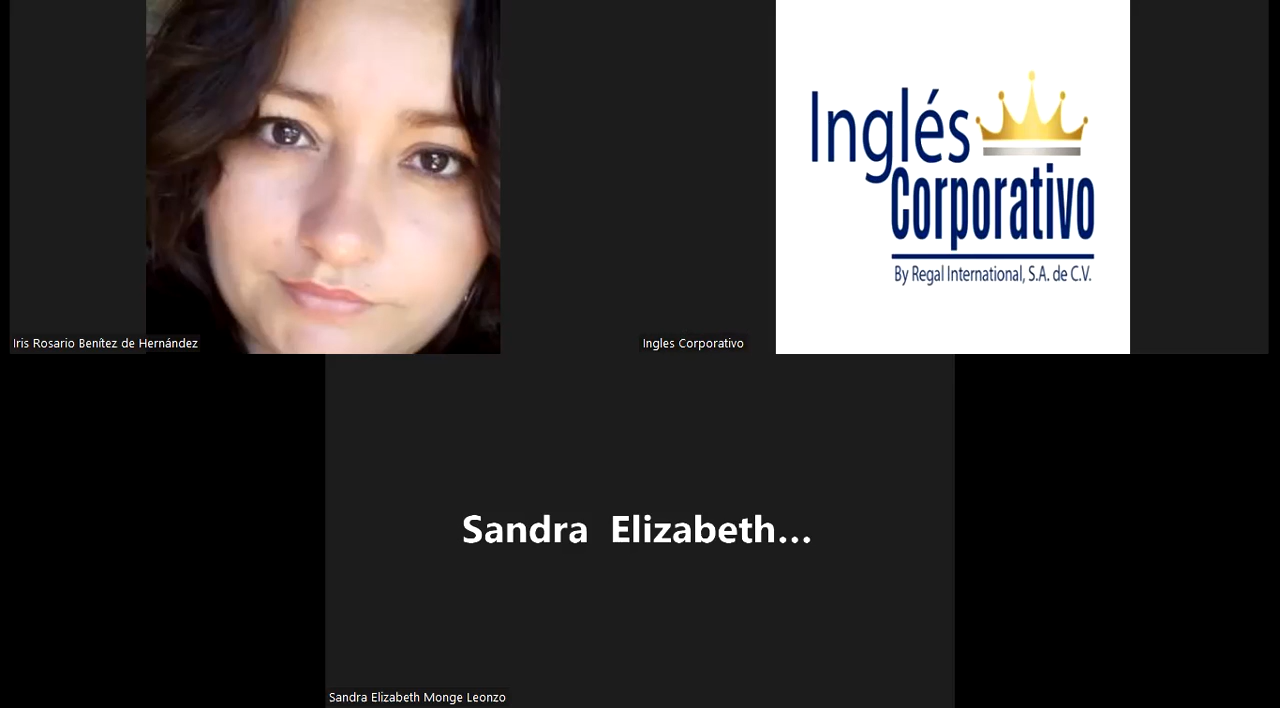 Inglés
Corporativo
By Regal International, S.A. de C.V.
Iris Rosario Benítez de Hernández
Ingles Corporativo
Sandra Elizabeth...
Sandra Elizabeth Monge Leonzo